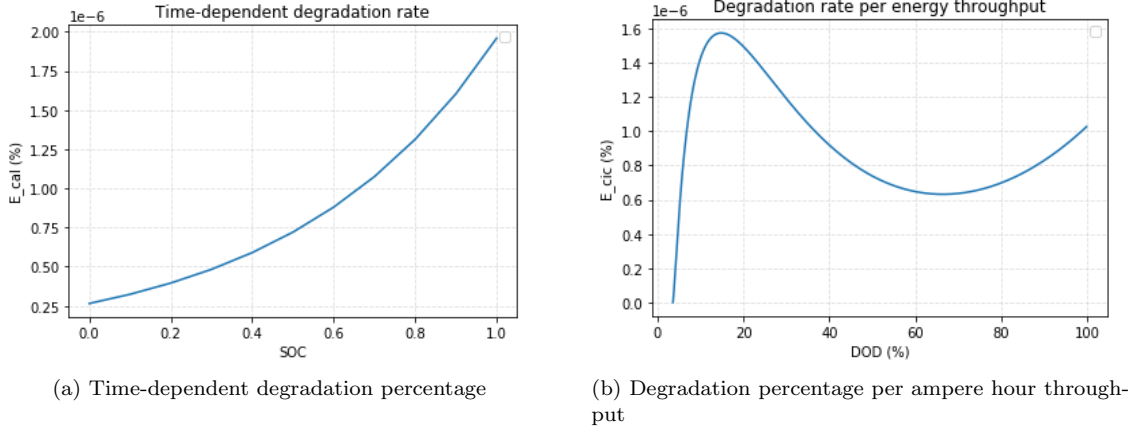 Time-dependent degradation rate
1e−6
2.00
1.75
1.50
1.25
1.00
0.75
0.50
0.25
E_cal (%)
0.0 0.2 0.4 0.6 0.8 1.0
SOC
(a) Time-dependent degradation percentage
Degradation rate per energy throughput
1e−6
1.6
1.4
1.2
1.0
0.8
0.6
0.4
0.2
0.0
E_cic (%)
0 20 40 60 80 100
DOD (%)
(b) Degradation percentage per ampere hour through-
put